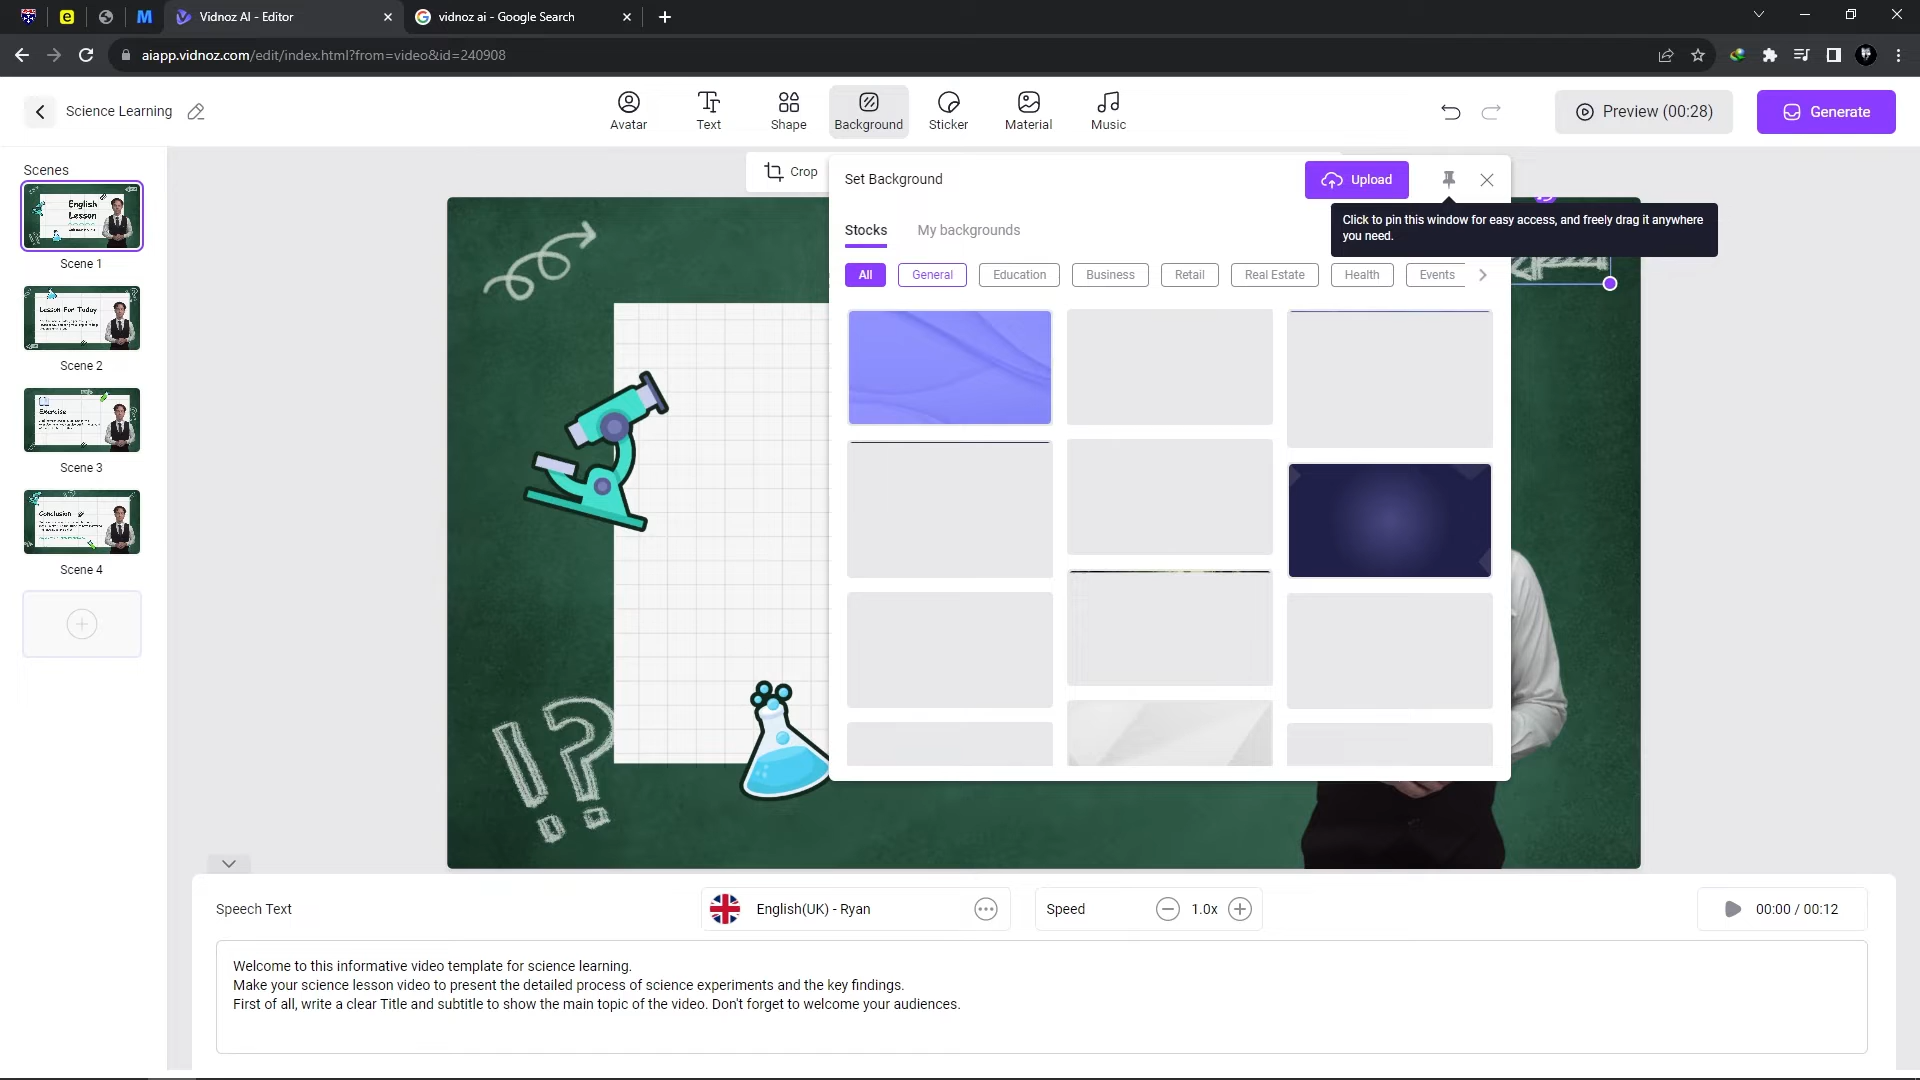 Vidnoz AI - Editor
vidnoz ai - Google Search
aiapp.vidnoz.com/edit/index.html?from=video&id=240908
Science Learning
Avatar
Text
Shape
Background
Sticker
Material
Music
Preview (00:28)
Generate
Scenes
English
Lesson
Scene 1
Lesson For Today
Scene 2
Exercise
Scene 3
Conclusion
Scene 4
Crop
Set Background
Upload
Click to pin this window for easy access, and freely drag it anywhere
you need.
Stocks
My backgrounds
All
General
Education
Business
Retail
Real Estate
Health
Events
!?
Speech Text
English(UK) - Ryan
Speed
1.0x
00:00 / 00:12
Welcome to this informative video template for science learning.
Make your science lesson video to present the detailed process of science experiments and the key findings.
First of all, write a clear Title and subtitle to show the main topic of the video. Don't forget to welcome your audiences.